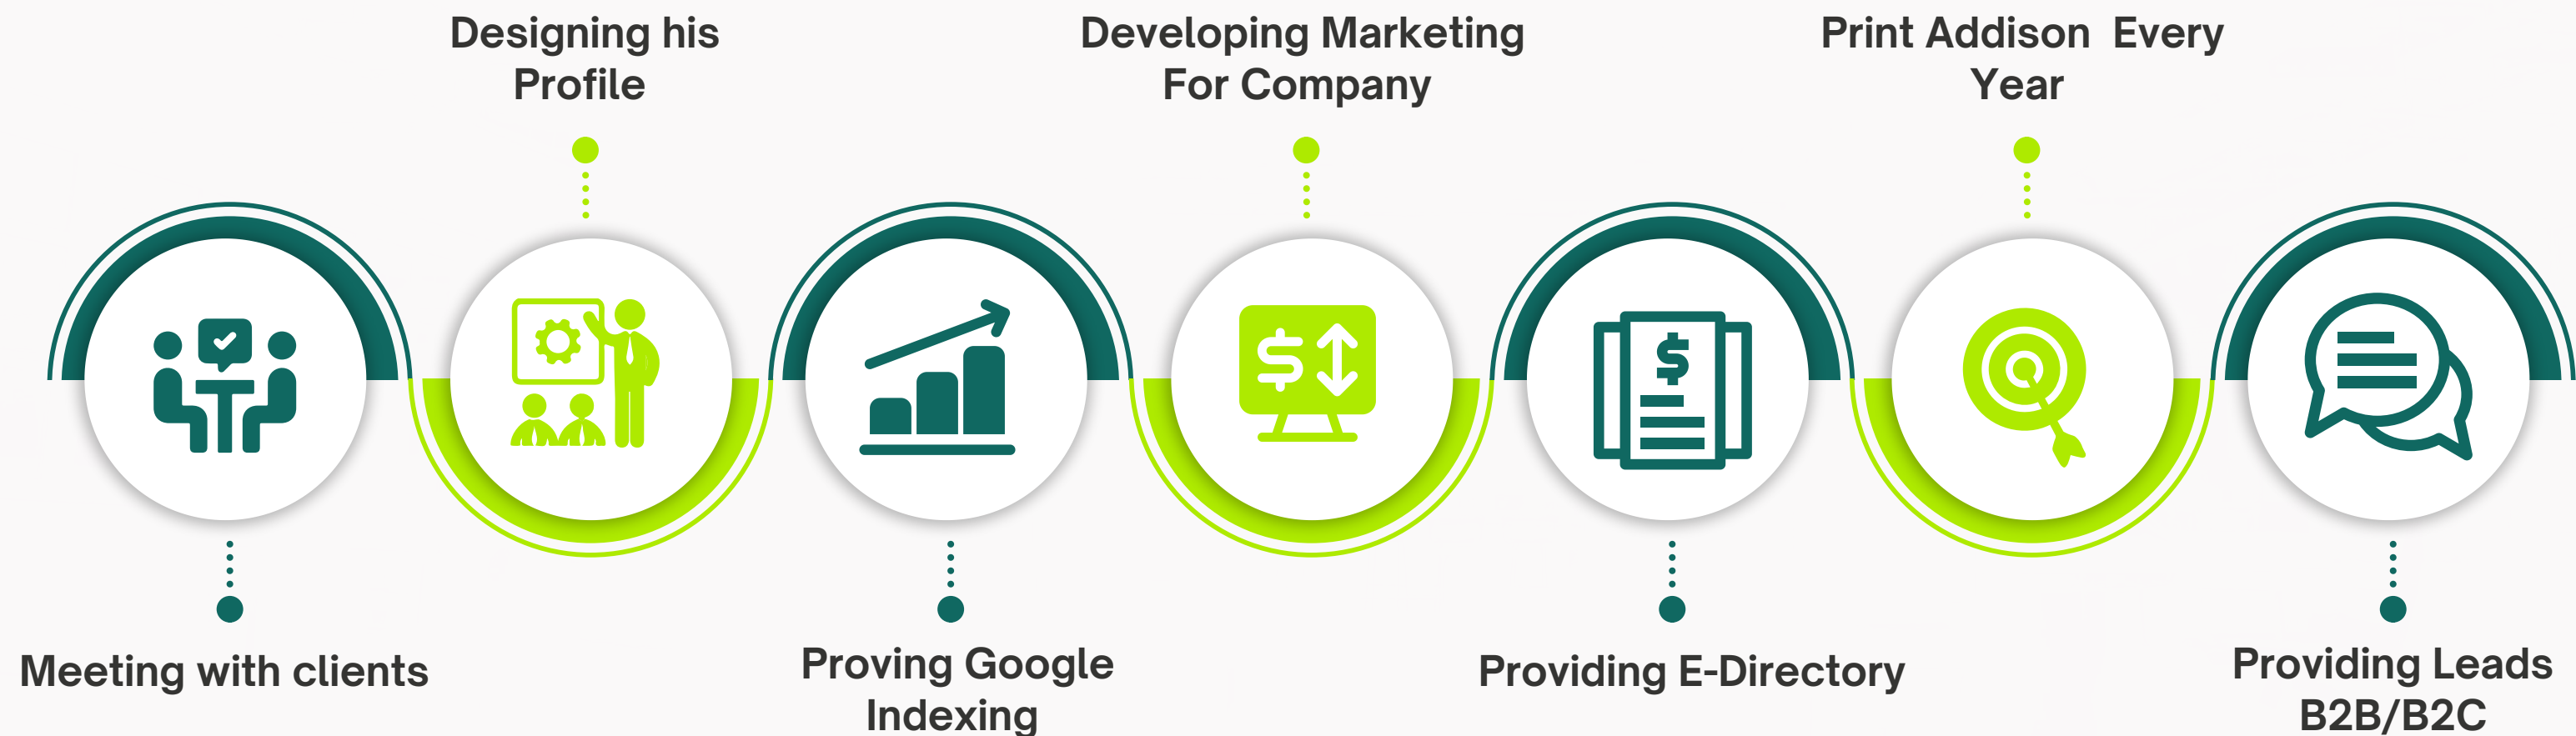 Designing his
Profile
Developing Marketing
For Company
Print Addison  Every
Year
Meeting with clients
Proving Google
Indexing
Providing E-Directory
Providing Leads
B2B/B2C